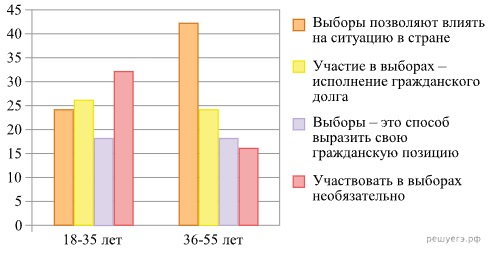 45
40
35
30
25
20
15
10
5
0
18-35 лет
36-55 лет
Выборы позволяют влиять
на ситуацию в стране
Участие в выборах –
исполнение гражданского
долга
Выборы – это способ
выразить свою
гражданскую позицию
Участвовать в выборах
необязательно
решуегэ.рф